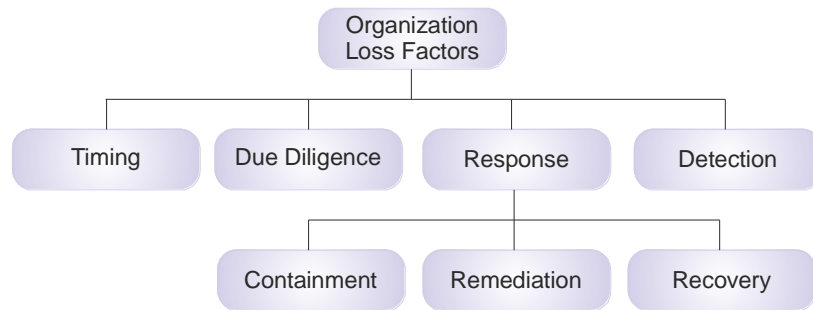 Organization
Loss Factors
Timing
Due Diligence
Response
Detection
Containment
Remediation
Recovery